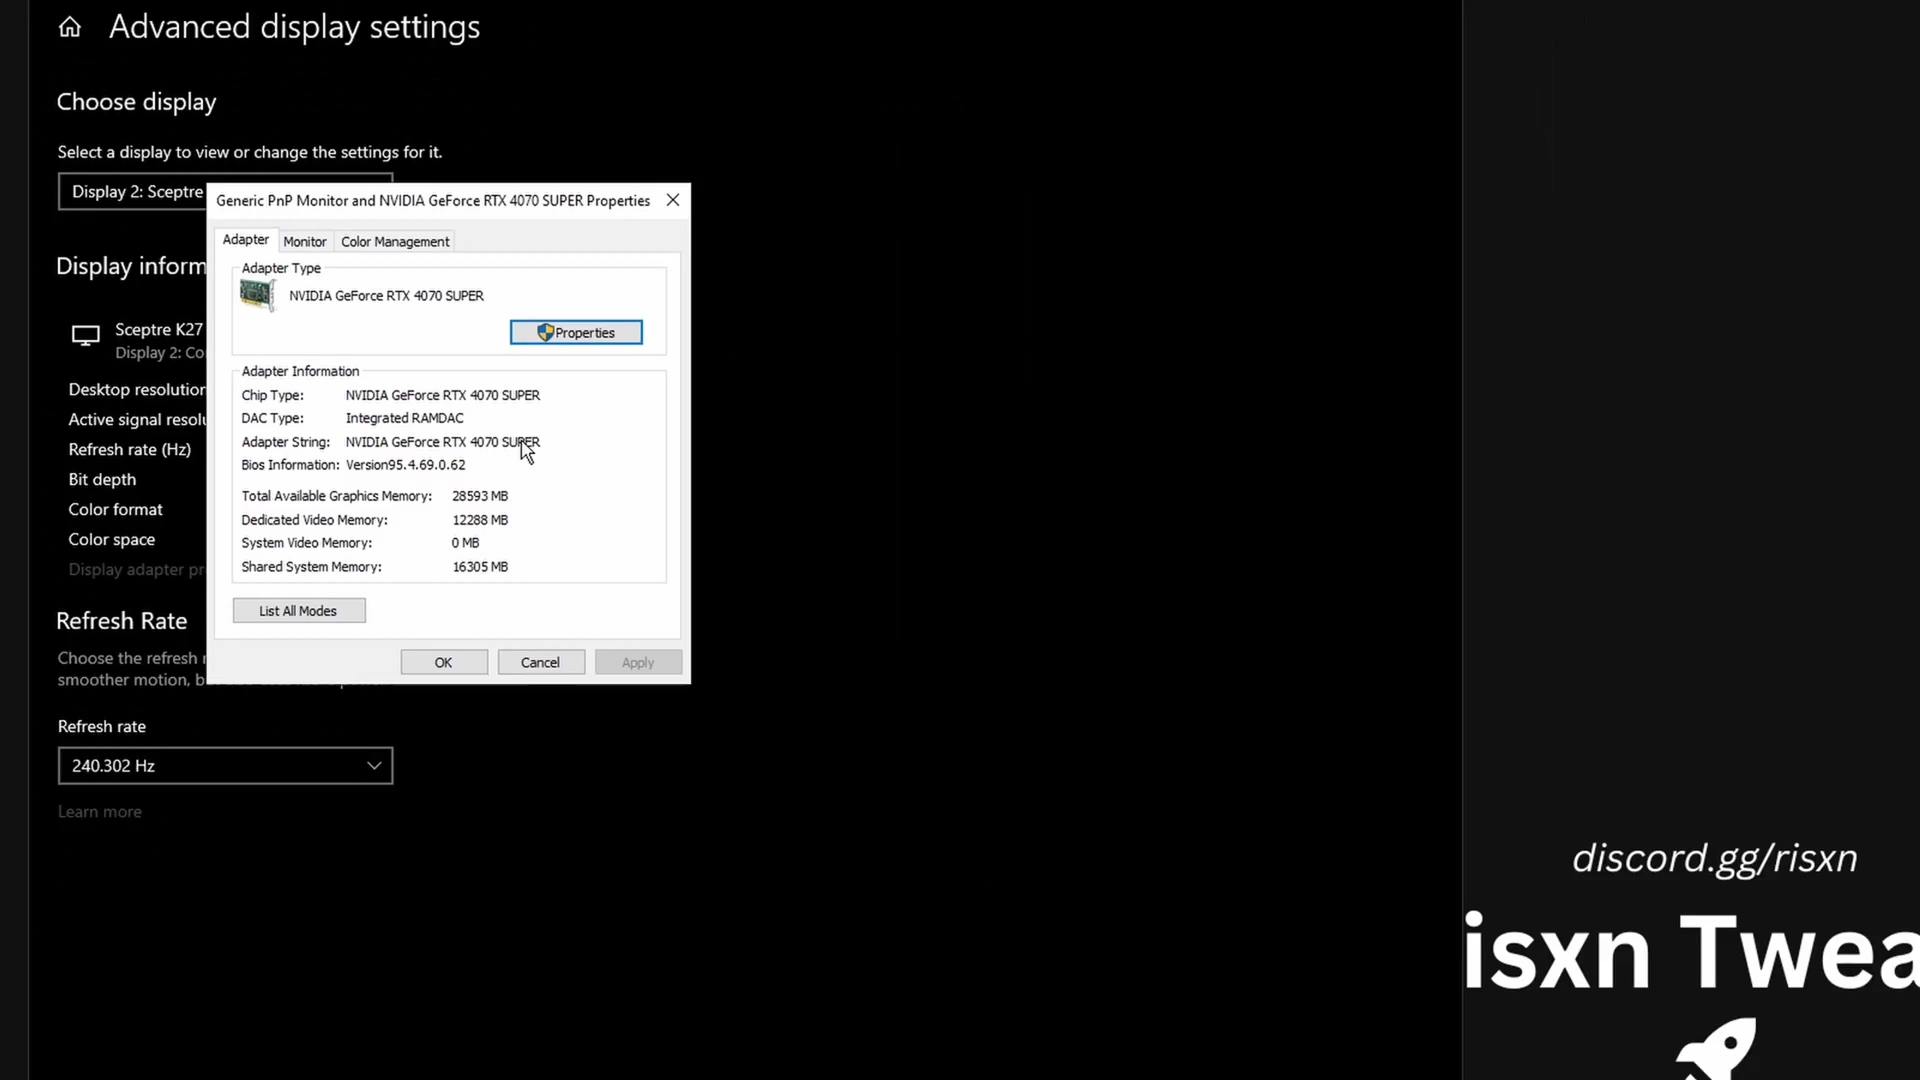 Advanced display settings
Choose display
Select a display to view or change the settings for it.
Display 2: Sceptre
Generic PnP Monitor and NVIDIA GeForce RTX 4070 SUPER Properties
Adapter Monitor Color Management
Display inform
Adapter Type
NVIDIA GeForce RTX 4070 SUPER
Properties
Sceptre K27
Display 2: Co
Adapter Information
Desktop resolution
Chip Type: NVIDIA GeForce RTX 4070 SUPER
Active signal resolu
DAC Type: Integrated RAMDAC
Refresh rate (Hz)
Adapter String: NVIDIA GeForce RTX 4070 SUPER
Bios Information: Version95.4.69.0.62
Bit depth
Total Available Graphics Memory: 28593 MB
Color format
Dedicated Video Memory: 12288 MB
Color space
System Video Memory: 0 MB
Display adapter pr
Shared System Memory: 16305 MB
List All Modes
Refresh Rate
Choose the refresh r
smoother motion, b
OK Cancel Apply
Refresh rate
240.302 Hz
Learn more
discord.gg/risxn
isxn Twea